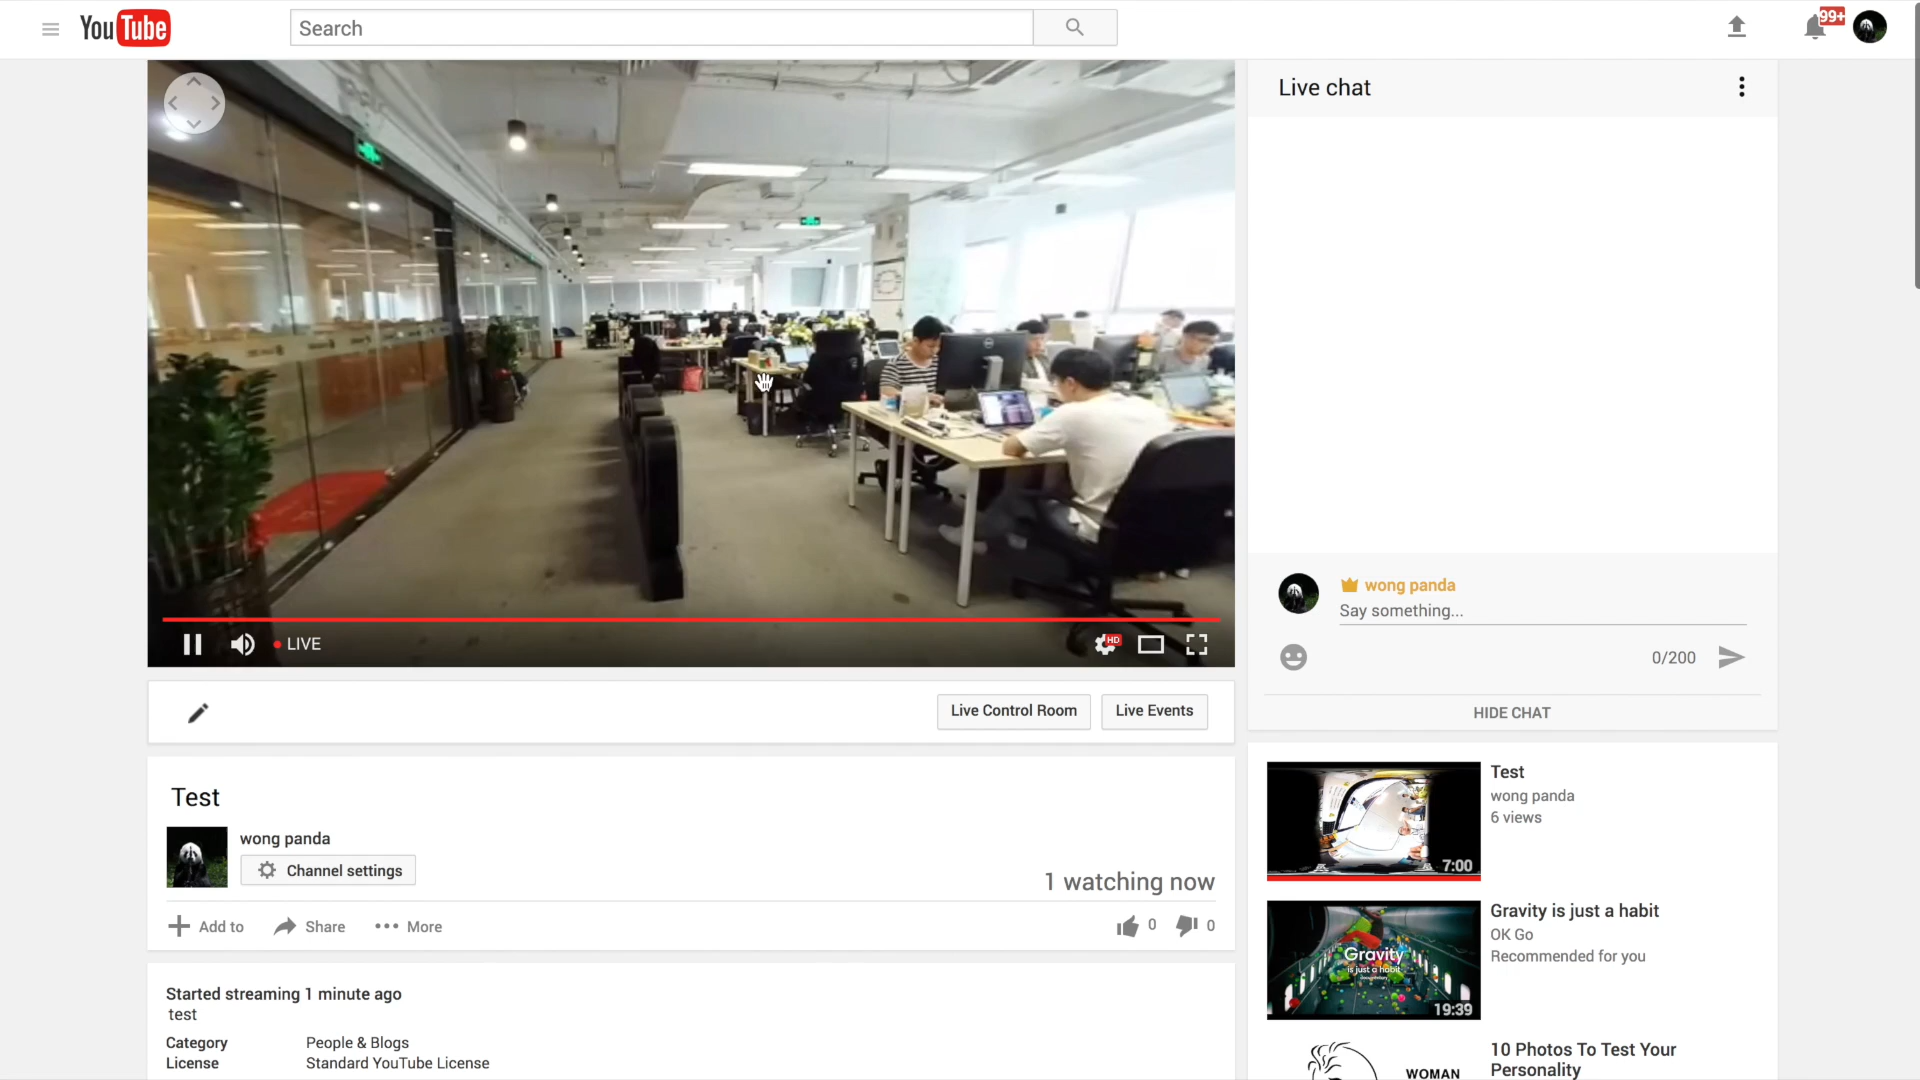 YouTube
Search
99+
Live chat
LIVE
HD
wong panda
Say something...
0/200
HIDE CHAT
Live Control Room
Live Events
Test
wong panda
Channel settings
1 watching now
Add to
Share
More
0
0
Started streaming 1 minute ago
test
Category People & Blogs
License Standard YouTube License
Test
wong panda
6 views
7:00
Gravity is just a habit
OK Go
Recommended for you
Gravity
is just a habit
19:39
10 Photos To Test Your
Personality
WOMAN